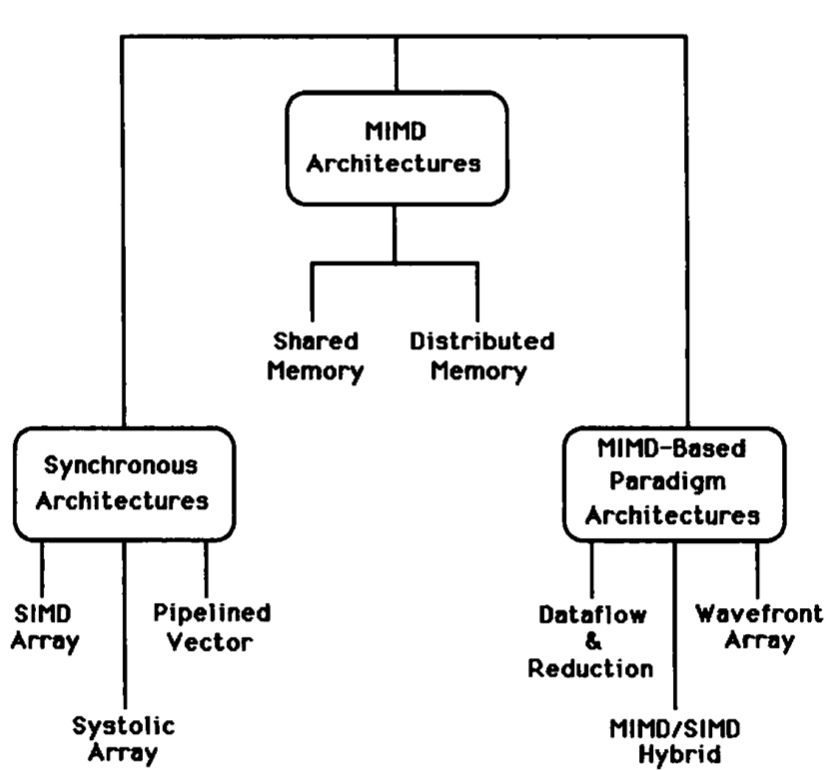 MIMD
Architectures
Shared
Memory
Distributed
Memory
Synchronous
Architectures
SIMD
Array
Pipelined
Vector
Systolic
Array
MIMD-Based
Paradigm
Architectures
Dataflow
&
Reduction
Wavefront
Array
MIMD/SIMD
Hybrid